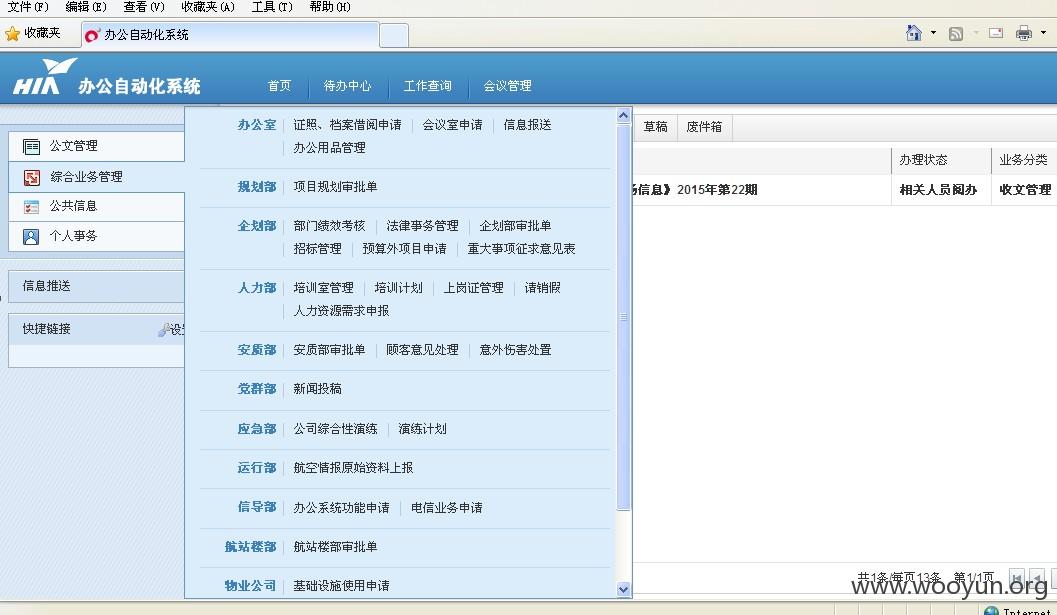 文件(F) 编辑(E) 查看(V) 收藏夹(A) 工具(T) 帮助(H)
收藏夹 办公自动化系统
HIA 办公自动化系统 首页 待办中心 工作查询 会议管理
公文管理
综合业务管理
公共信息
个人事务
信息推送
快捷链接
办公室 证照、档案借阅申请 会议室申请 信息报送
办公用品管理
规划部 项目规划审批单
企划部 部门绩效考核 法律事务管理 企划部审批单
招标管理 预算外项目申请 重大事项征求意见表
人力部 培训室管理 培训计划 上岗证管理 请销假
人力资源需求申报
安质部 安质部审批单 顾客意见处理 意外伤害处置
党群部 新闻投稿
应急部 公司综合性演练 演练计划
运行部 航空情报原始资料上报
信导部 办公系统功能申请 电信业务申请
航站楼部 航站楼部审批单
物业公司 基础设施使用申请
草稿 废件箱
办理状态 业务分类
信息》2015年第22期 相关人员阅办 收文管理
共1条/每页13条 第1/1页
www.wooyun.org
Internet